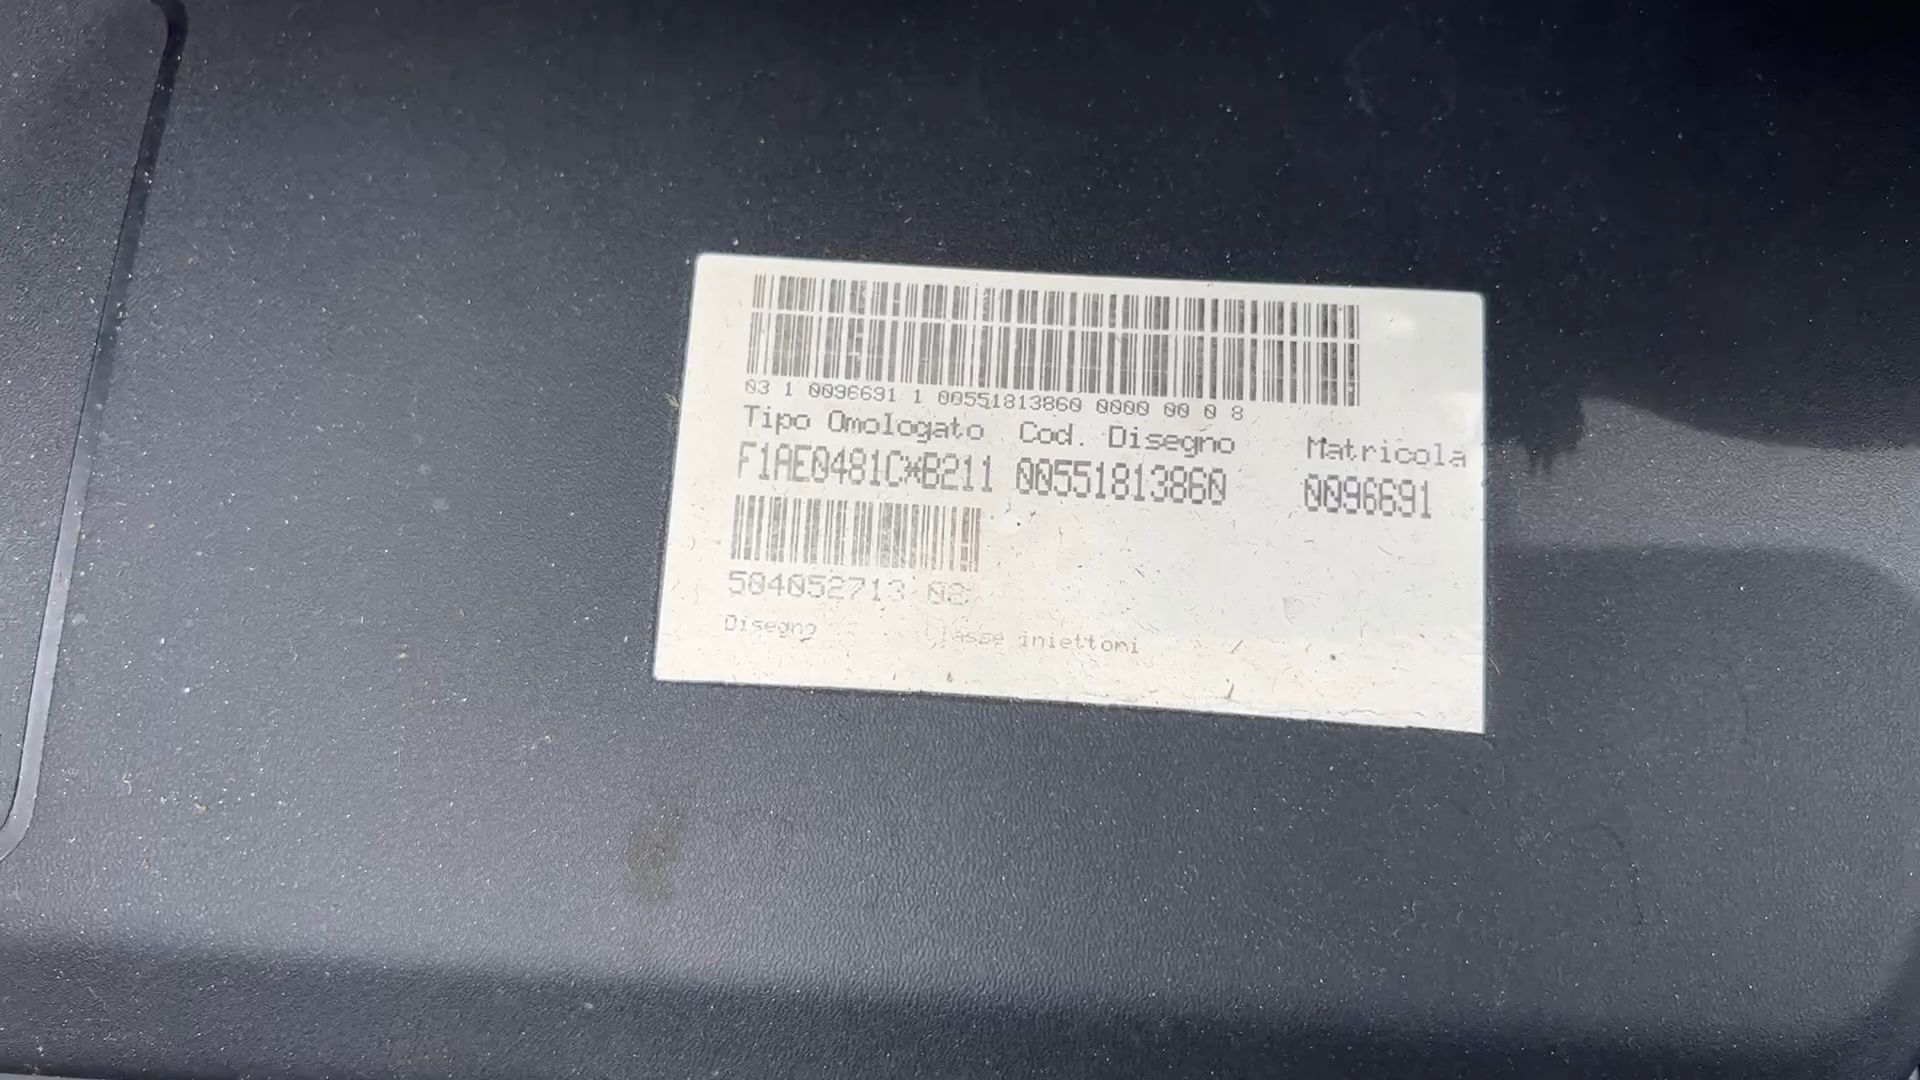 03 1 0096691 1 00551813860 0000 00 0 8
Tipo Omologato Cod. Disegno Matricola
F1AE0481C*B211 00551813860 0096691
504052713 02
Disegno Classe iniettori